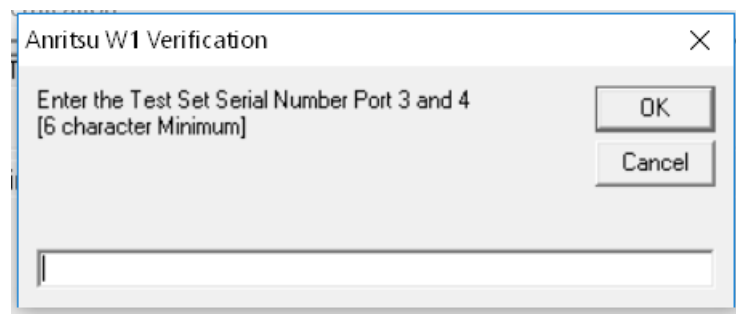 Anritsu W1 Verification
Enter the Test Set Serial Number Port 3 and 4
[6 character Minimum]
OK
Cancel